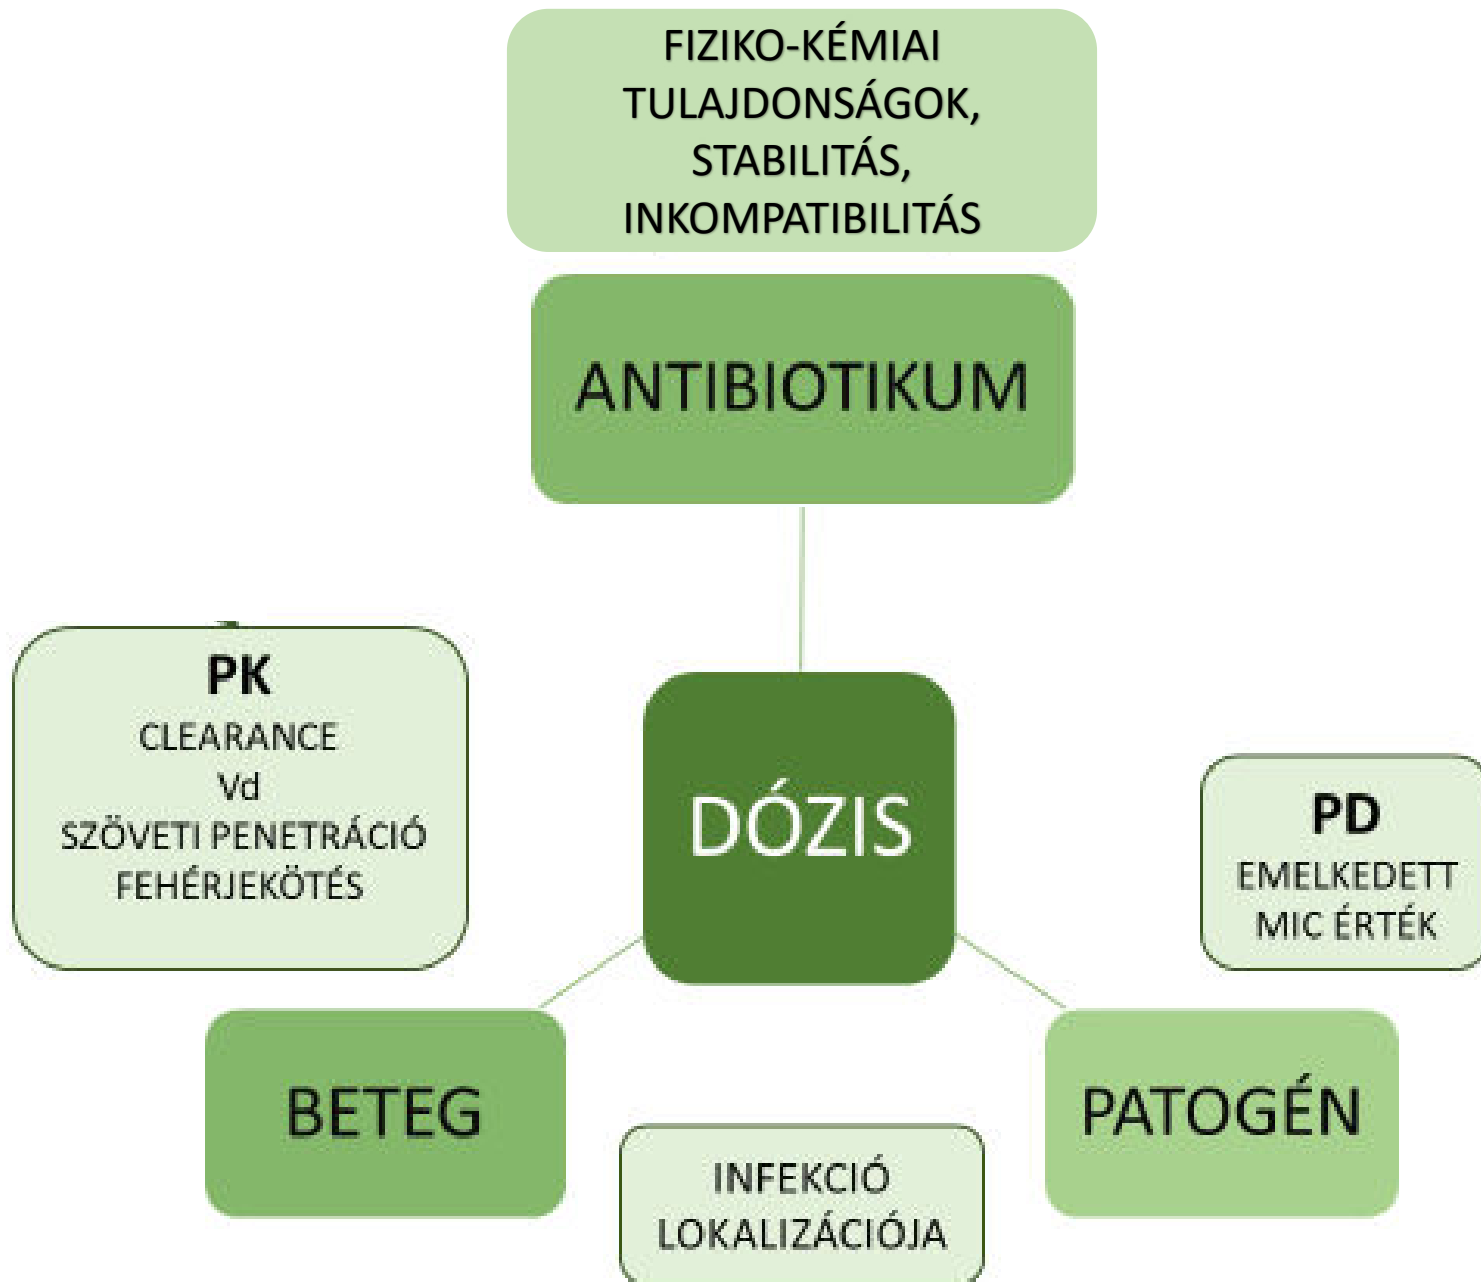 FIZIKO-KÉMIAI
TULAJDONSÁGOK,
STABILITÁS,
INKOMPATIBILITÁS
ANTIBIOTIKUM
PK
CLEARANCE
Vd
SZÖVETI PENETRÁCIÓ
FEHÉRJEKÖTÉS
DÓZIS
PD
EMELKEDETT
MIC ÉRTÉK
BETEG
PATOGÉN
INFEKCIÓ
LOKALIZÁCIÓJA